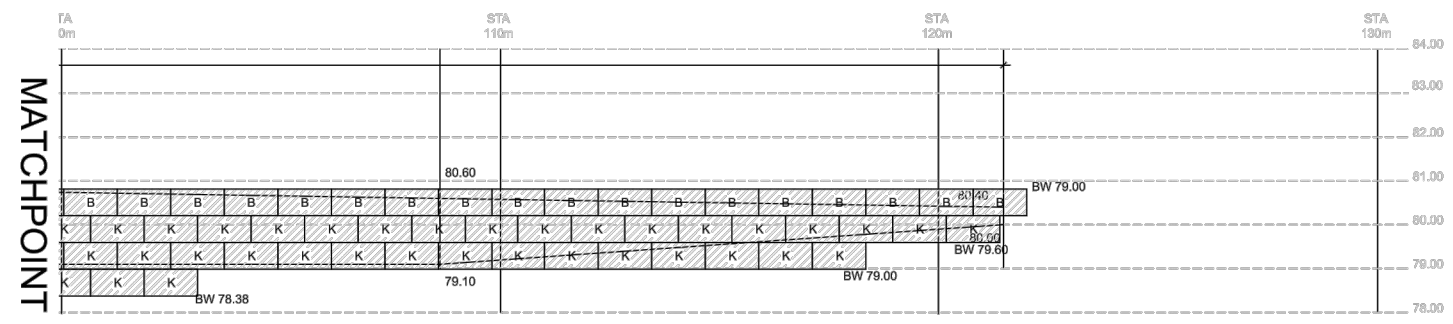 TA STA STA STA
0m 110m 120m 130m
84.00
83.00
82.00
81.00
80.00
79.00
78.00
MATCHPOINT
80.60
80.40
BW 79.00
B B B B B B B B B B B B B B B B B B
K K K K K K K K K K K K K K K K K K
80.00
BW 79.60
K K K K K K K K K K K K K K K
BW 79.00
79.10
K K K
BW 78.38